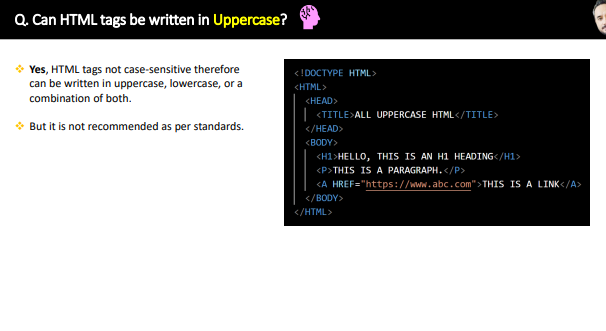 Q. Can HTML tags be written in Uppercase?
Yes, HTML tags not case-sensitive therefore
can be written in uppercase, lowercase, or a
combination of both.
But it is not recommended as per standards.
<!DOCTYPE HTML>
<HTML>
<HEAD>
<TITLE>ALL UPPERCASE HTML</TITLE>
</HEAD>
<BODY>
<H1>HELLO, THIS IS AN H1 HEADING</H1>
<P>THIS IS A PARAGRAPH.</P>
<A HREF="https://www.abc.com">THIS IS A LINK</A>
</BODY>
</HTML>